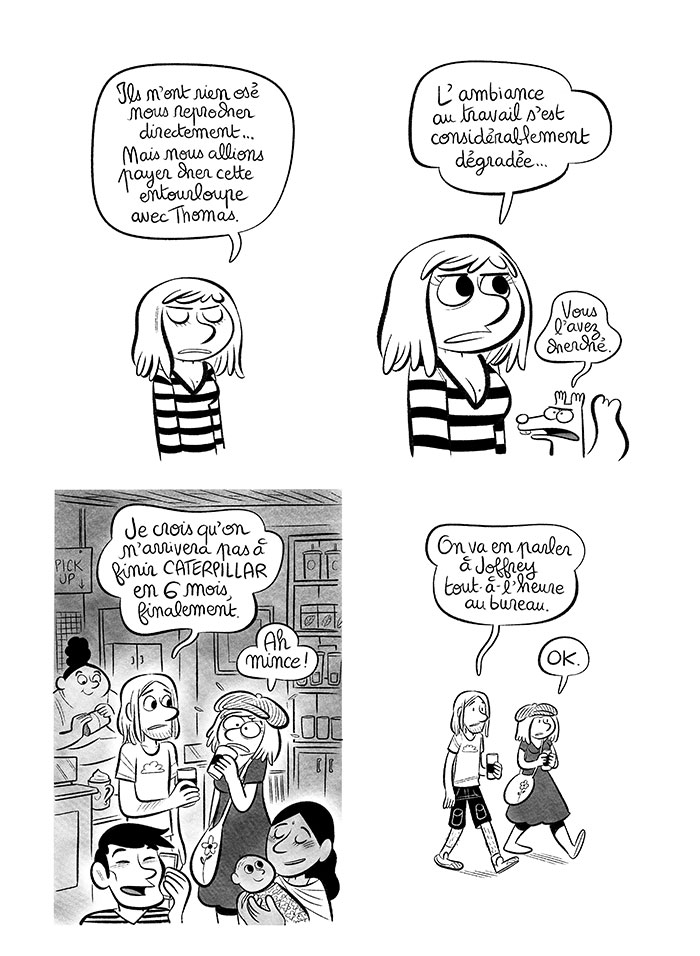 Ils n'ont rien osé
nous reprocher
directement...
Mais nous allions
payer cher cette
entourloupe
avec Thomas.
L'ambiance
au travail s'est
considérablement
dégradée...
Vous
l'avez
cherché.
Je crois qu'on
n'arrivera pas à
finir CATERPILLAR
en 6 mois,
finalement.
PICK
UP
Ah
mince !
On va en parler
à Joffrey
tout-à-l'heure
au bureau.
OK.